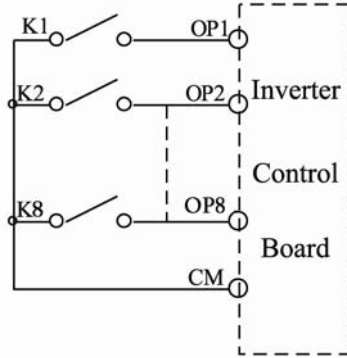 K1 OP1
K2 OP2 Inverter
Control
K8 OP8
Board
CM